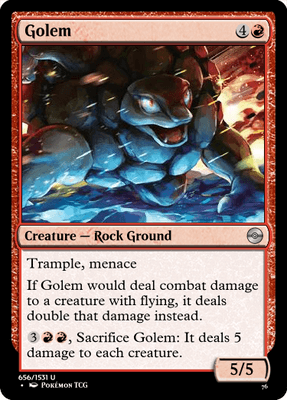 Golem 4
Creature — Rock Ground
Trample, menace
If Golem would deal combat damage
to a creature with flying, it deals
double that damage instead.
3, Sacrifice Golem: It deals 5
damage to each creature.
5/5
656/1531 U
• Pokémon TCG
76